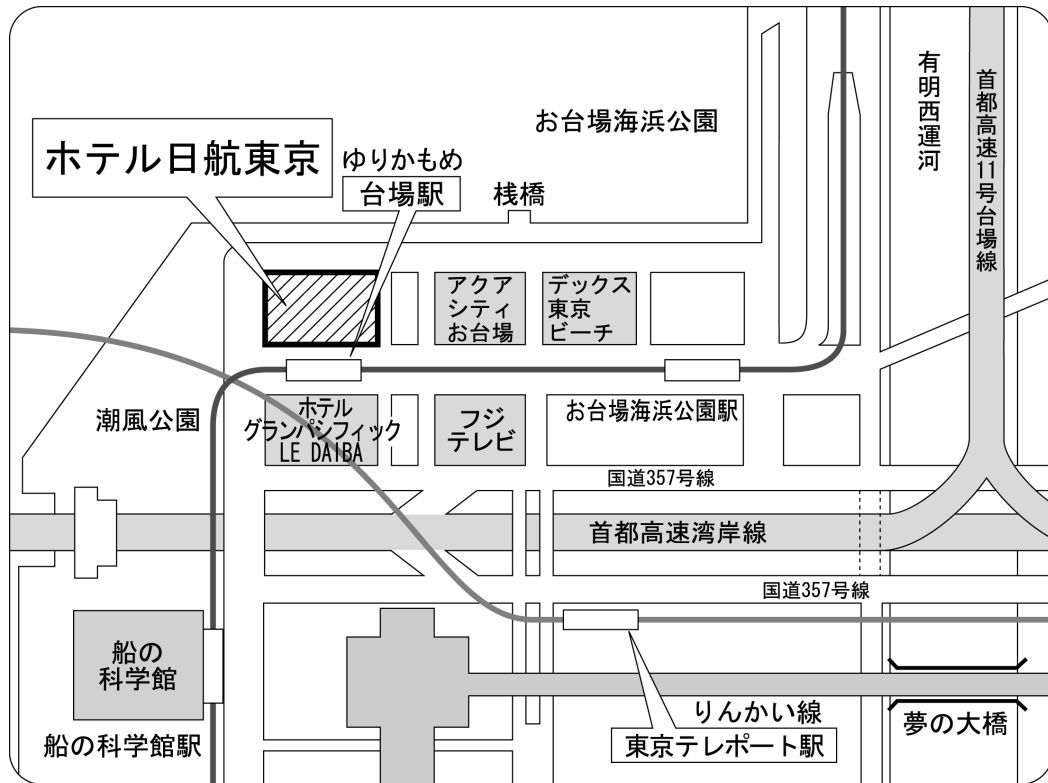 お台場海浜公園
有明西運河
首都高速11号台場線
ホテル日航東京
ゆりかもめ
台場駅
桟橋
アクア
シティ
お台場
デックス
東京
ビーチ
潮風公園
ホテル
グランパシフィック
LE DAIBA
フジ
テレビ
お台場海浜公園駅
国道357号線
首都高速湾岸線
国道357号線
船の
科学館
船の科学館駅
りんかい線
東京テレポート駅
夢の大橋